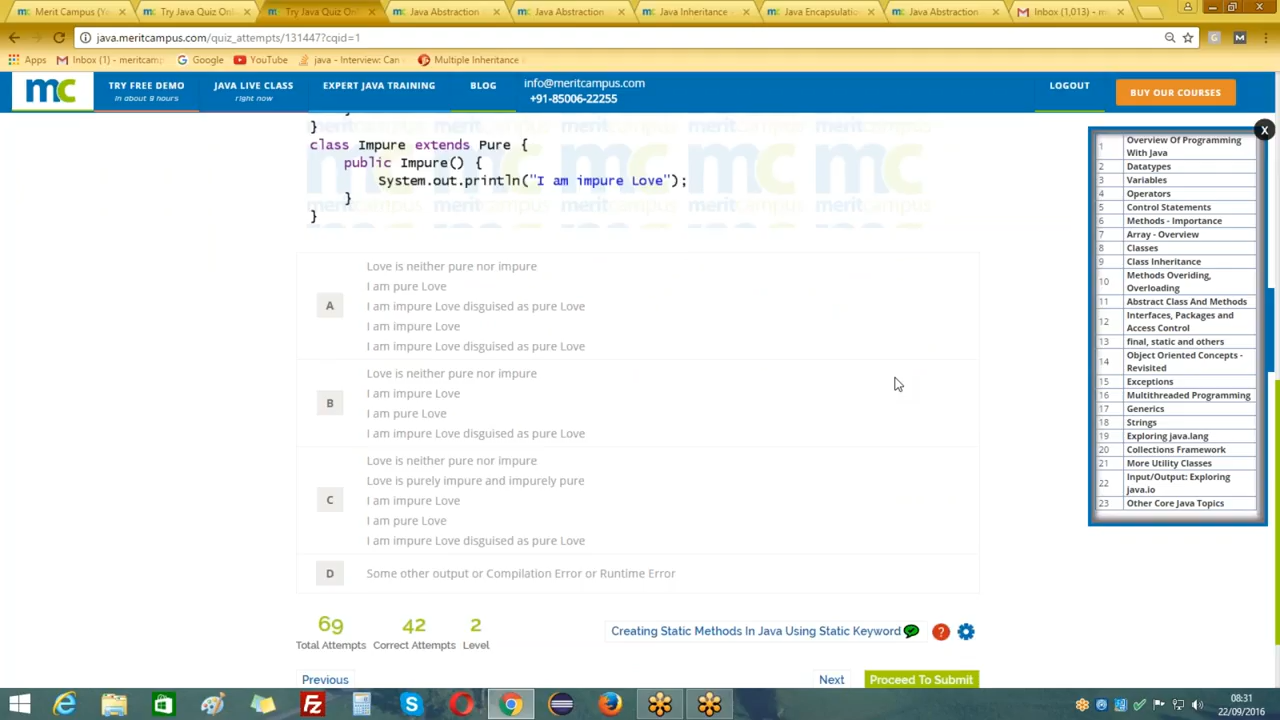 Merit Campus (Ye
Try Java Quiz Onli
Try Java Quiz Onli
Java Abstraction
Java Abstraction
Java Inheritance
Java Encapsulatio
Java Abstraction
Inbox (1,013) - m
java.meritcampus.com/quiz_attempts/131447?cqid=1
Apps
Inbox (1) - meritcamp
Google
YouTube
java - Interview: Can
Multiple Inheritance
mc
TRY FREE DEMO
In about 9 hours
JAVA LIVE CLASS
right now
EXPERT JAVA TRAINING
BLOG
info@meritcampus.com
+91-85006-22255
LOGOUT
BUY OUR COURSES
}
class Impure extends Pure {
public Impure() {
System.out.println("I am impure Love");
}
}
A
Love is neither pure nor impure
I am pure Love
I am impure Love disguised as pure Love
I am impure Love
I am impure Love disguised as pure Love
B
Love is neither pure nor impure
I am impure Love
I am pure Love
I am impure Love disguised as pure Love
C
Love is neither pure nor impure
Love is purely impure and impurely pure
I am impure Love
I am pure Love
I am impure Love disguised as pure Love
D
Some other output or Compilation Error or Runtime Error
69
Total Attempts
42
Correct Attempts
2
Level
Creating Static Methods In Java Using Static Keyword
?
Previous
Next
Proceed To Submit
X
1 Overview Of Programming With Java
2 Datatypes
3 Variables
4 Operators
5 Control Statements
6 Methods - Importance
7 Array - Overview
8 Classes
9 Class Inheritance
10 Methods Overiding, Overloading
11 Abstract Class And Methods
12 Interfaces, Packages and Access Control
13 final, static and others
14 Object Oriented Concepts - Revisited
15 Exceptions
16 Multithreaded Programming
17 Generics
18 Strings
19 Exploring java.lang
20 Collections Framework
21 More Utility Classes
22 Input/Output: Exploring java.io
23 Other Core Java Topics
08:31
22/09/2016